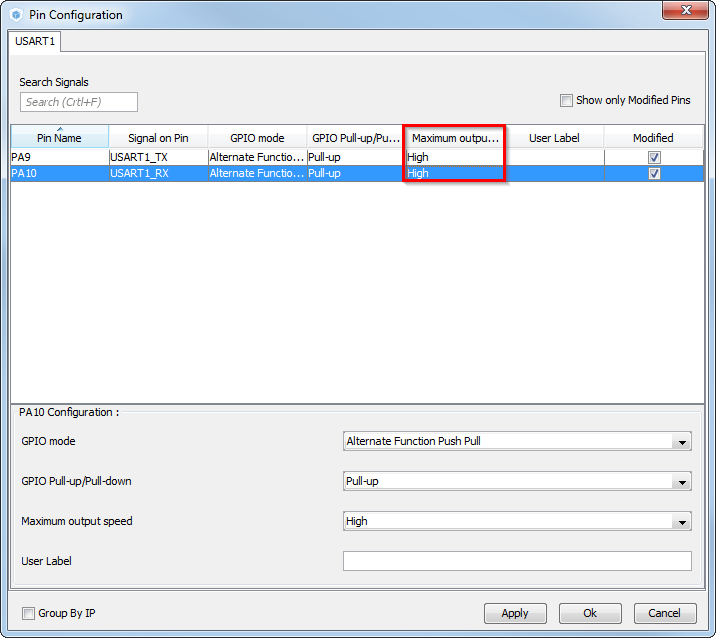 Pin Configuration
USART1
Search Signals
Search (Crtl+F)
Show only Modified Pins
Pin Name Signal on Pin GPIO mode GPIO Pull-up/Pu... Maximum outpu... User Label Modified
PA9 USART1_TX Alternate Functio... Pull-up High
PA10 USART1_RX Alternate Functio... Pull-up High
PA10 Configuration :
GPIO mode Alternate Function Push Pull
GPIO Pull-up/Pull-down Pull-up
Maximum output speed High
User Label
Group By IP Apply Ok Cancel